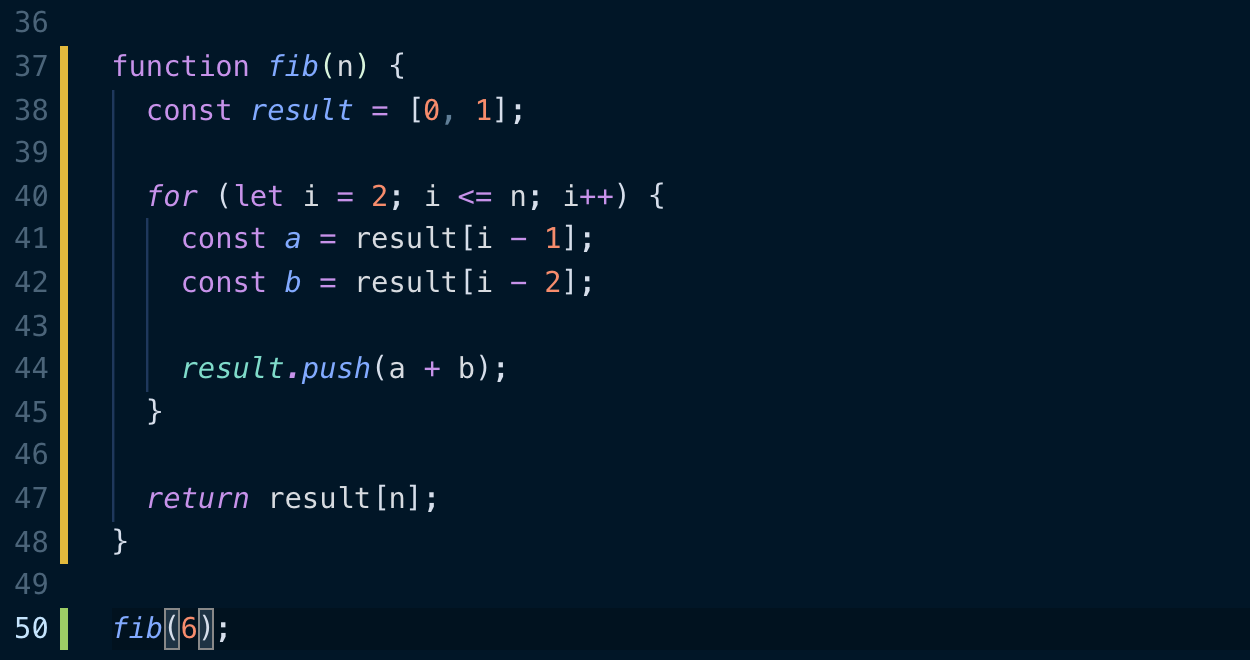 36
37 function fib(n) {
38   const result = [0, 1];
39
40   for (let i = 2; i <= n; i++) {
41     const a = result[i - 1];
42     const b = result[i - 2];
43
44     result.push(a + b);
45   }
46
47   return result[n];
48 }
49
50 fib(6);